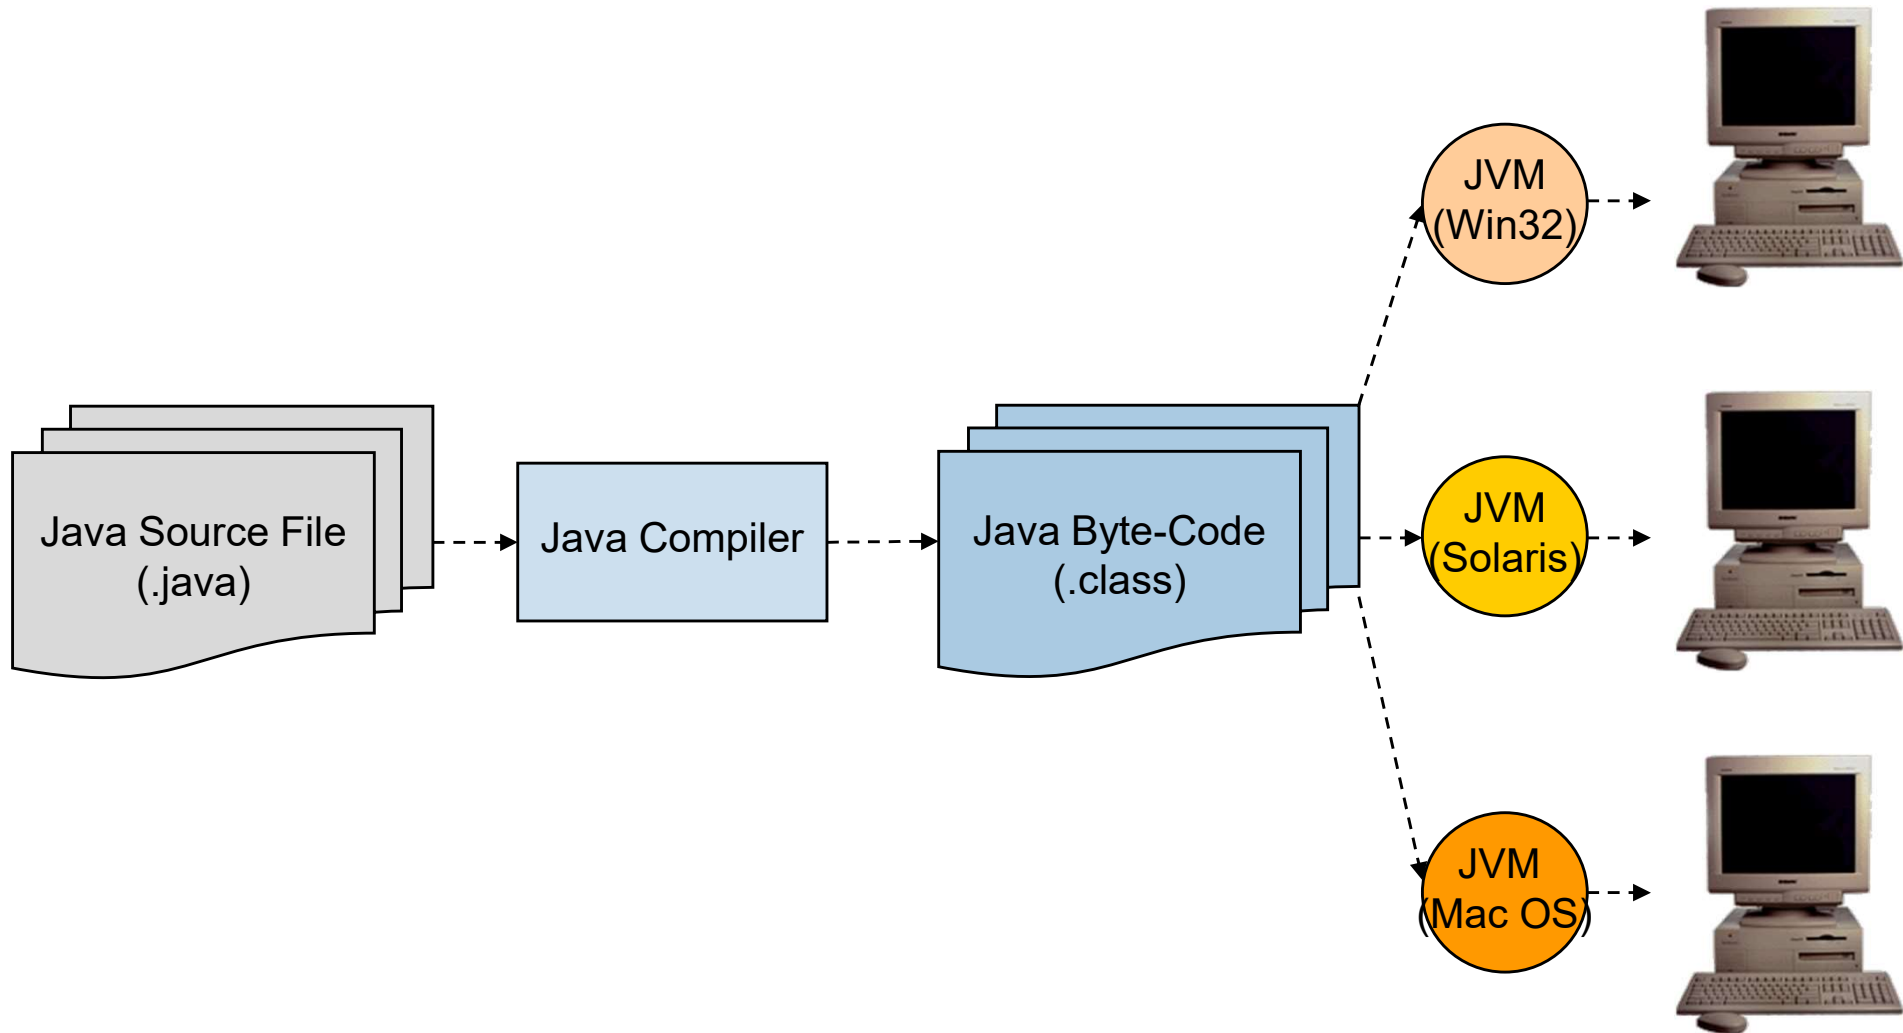 JVM
(Win32)
Java Source File
(.java)
Java Compiler
Java Byte-Code
(.class)
JVM
(Solaris)
JVM
(Mac OS)